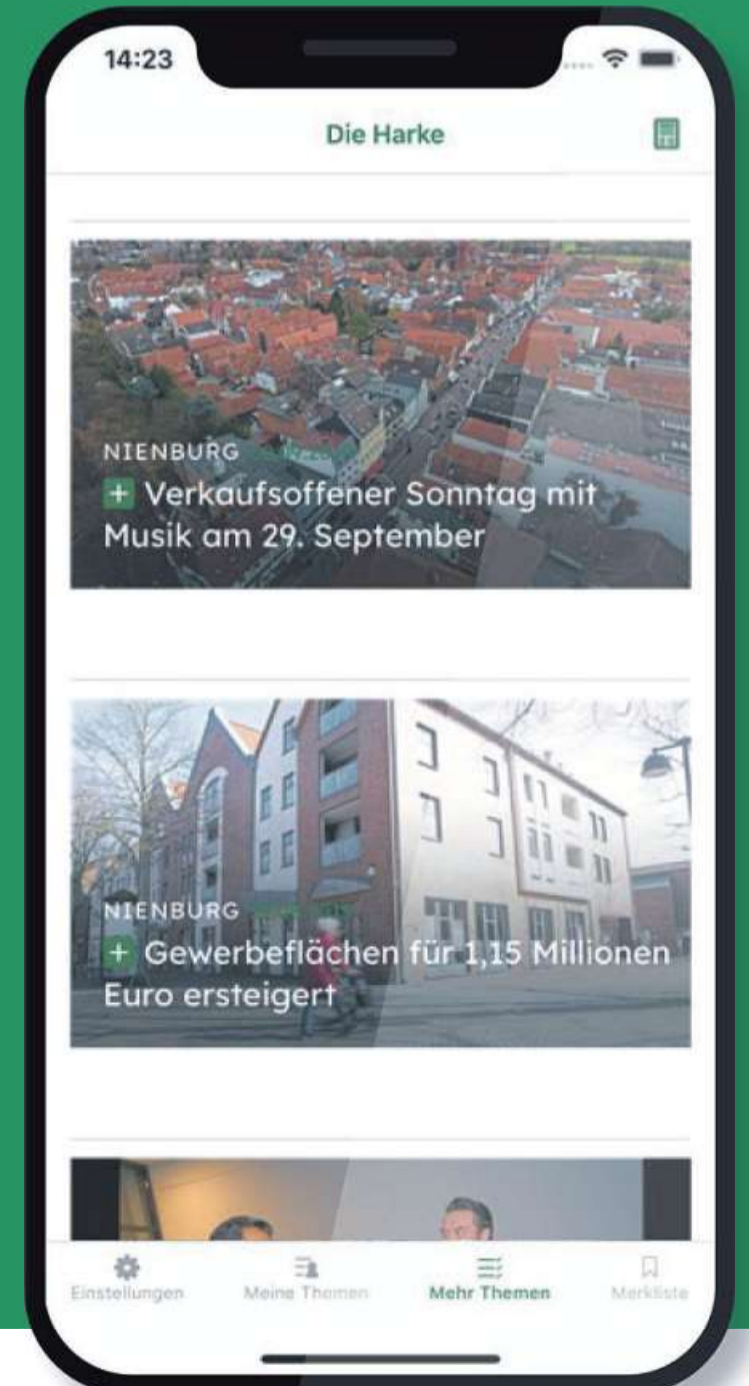 14:23
Die Harke
NIENBURG
+ Verkaufsoffener Sonntag mit
Musik am 29. September
NIENBURG
+ Gewerbeflächen für 1,15 Millionen
Euro ersteigert
Einstellungen
Meine Themen
Mehr Themen
Merkliste